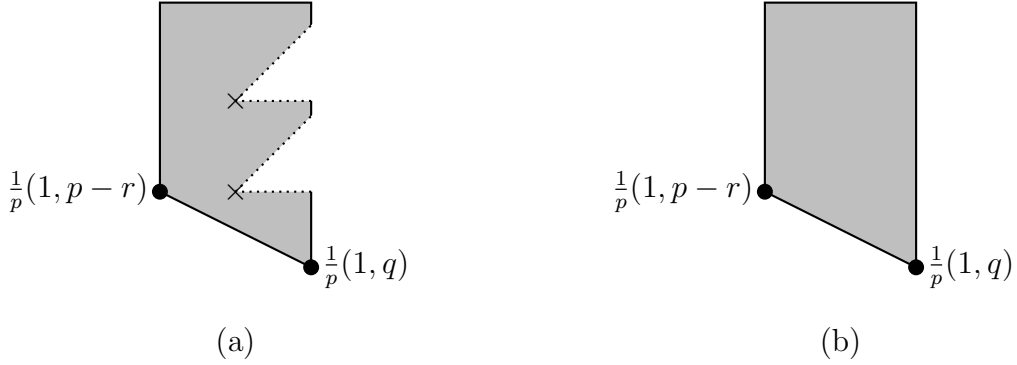 1/p(1, p − r)
1/p(1, q)
(a)
1/p(1, p − r)
1/p(1, q)
(b)